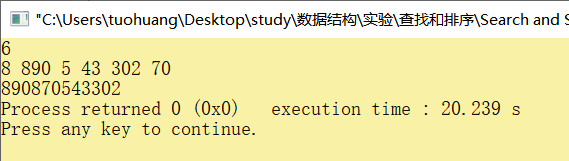 "C:\Users\tuohuang\Desktop\study\数据结构\实验\查找和排序\Search and S
6
8 890 5 43 302 70
890870543302
Process returned 0 (0x0)   execution time : 20.239 s
Press any key to continue.